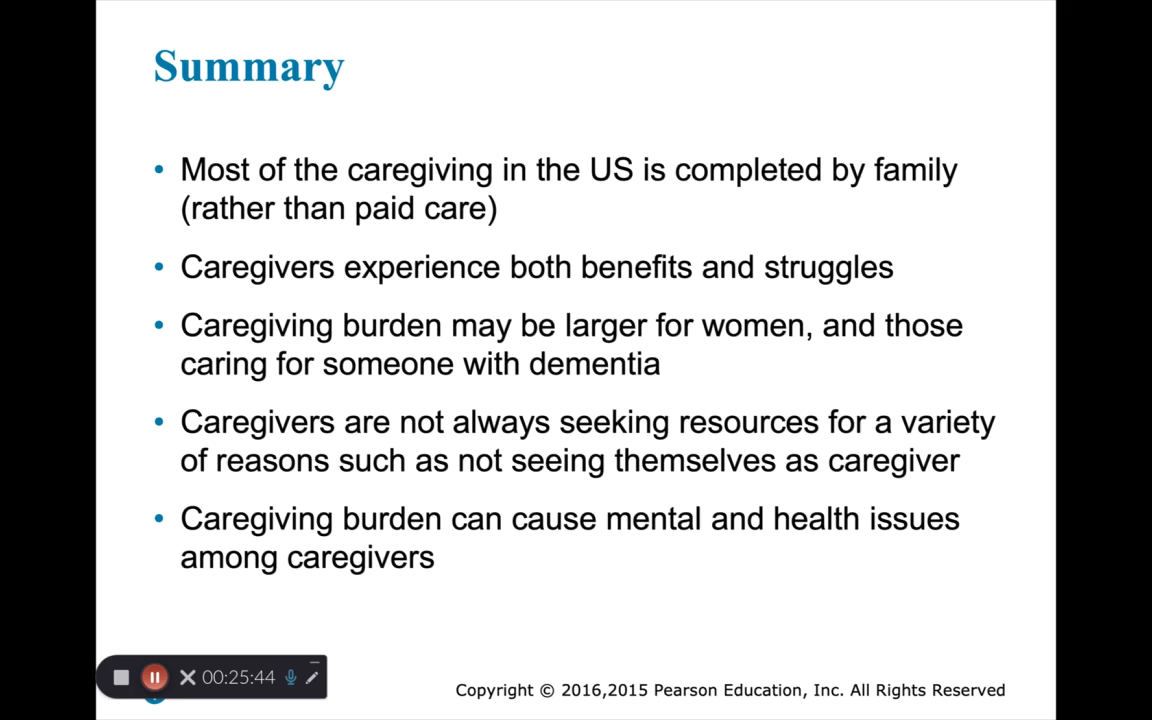 Summary
• Most of the caregiving in the US is completed by family
(rather than paid care)
• Caregivers experience both benefits and struggles
• Caregiving burden may be larger for women, and those
caring for someone with dementia
• Caregivers are not always seeking resources for a variety
of reasons such as not seeing themselves as caregiver
• Caregiving burden can cause mental and health issues
among caregivers
00:25:44
Copyright © 2016,2015 Pearson Education, Inc. All Rights Reserved